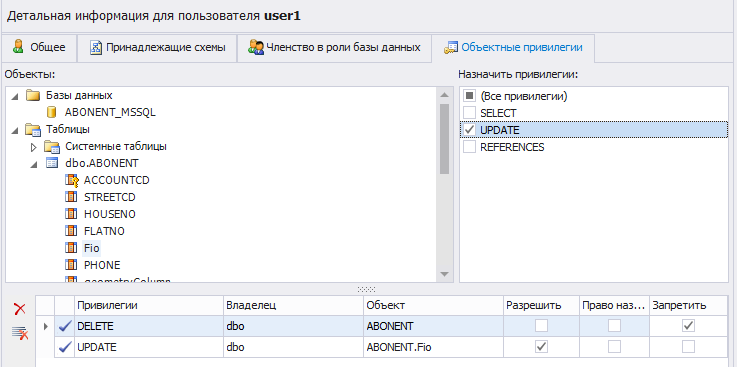 Детальная информация для пользователя user1
Общее
Принадлежащие схемы
Членство в роли базы данных
Объектные привилегии
Объекты:
Базы данных
ABONENT_MSSQL
Таблицы
Системные таблицы
dbo.ABONENT
ACCOUNTCD
STREETCD
HOUSENO
FLATNO
Fio
PHONE
geometryColumn
Назначить привилегии:
(Все привилегии)
SELECT
UPDATE
REFERENCES
Привилегии Владелец Объект Разрешить Право наз... Запретить
DELETE dbo ABONENT
UPDATE dbo ABONENT.Fio